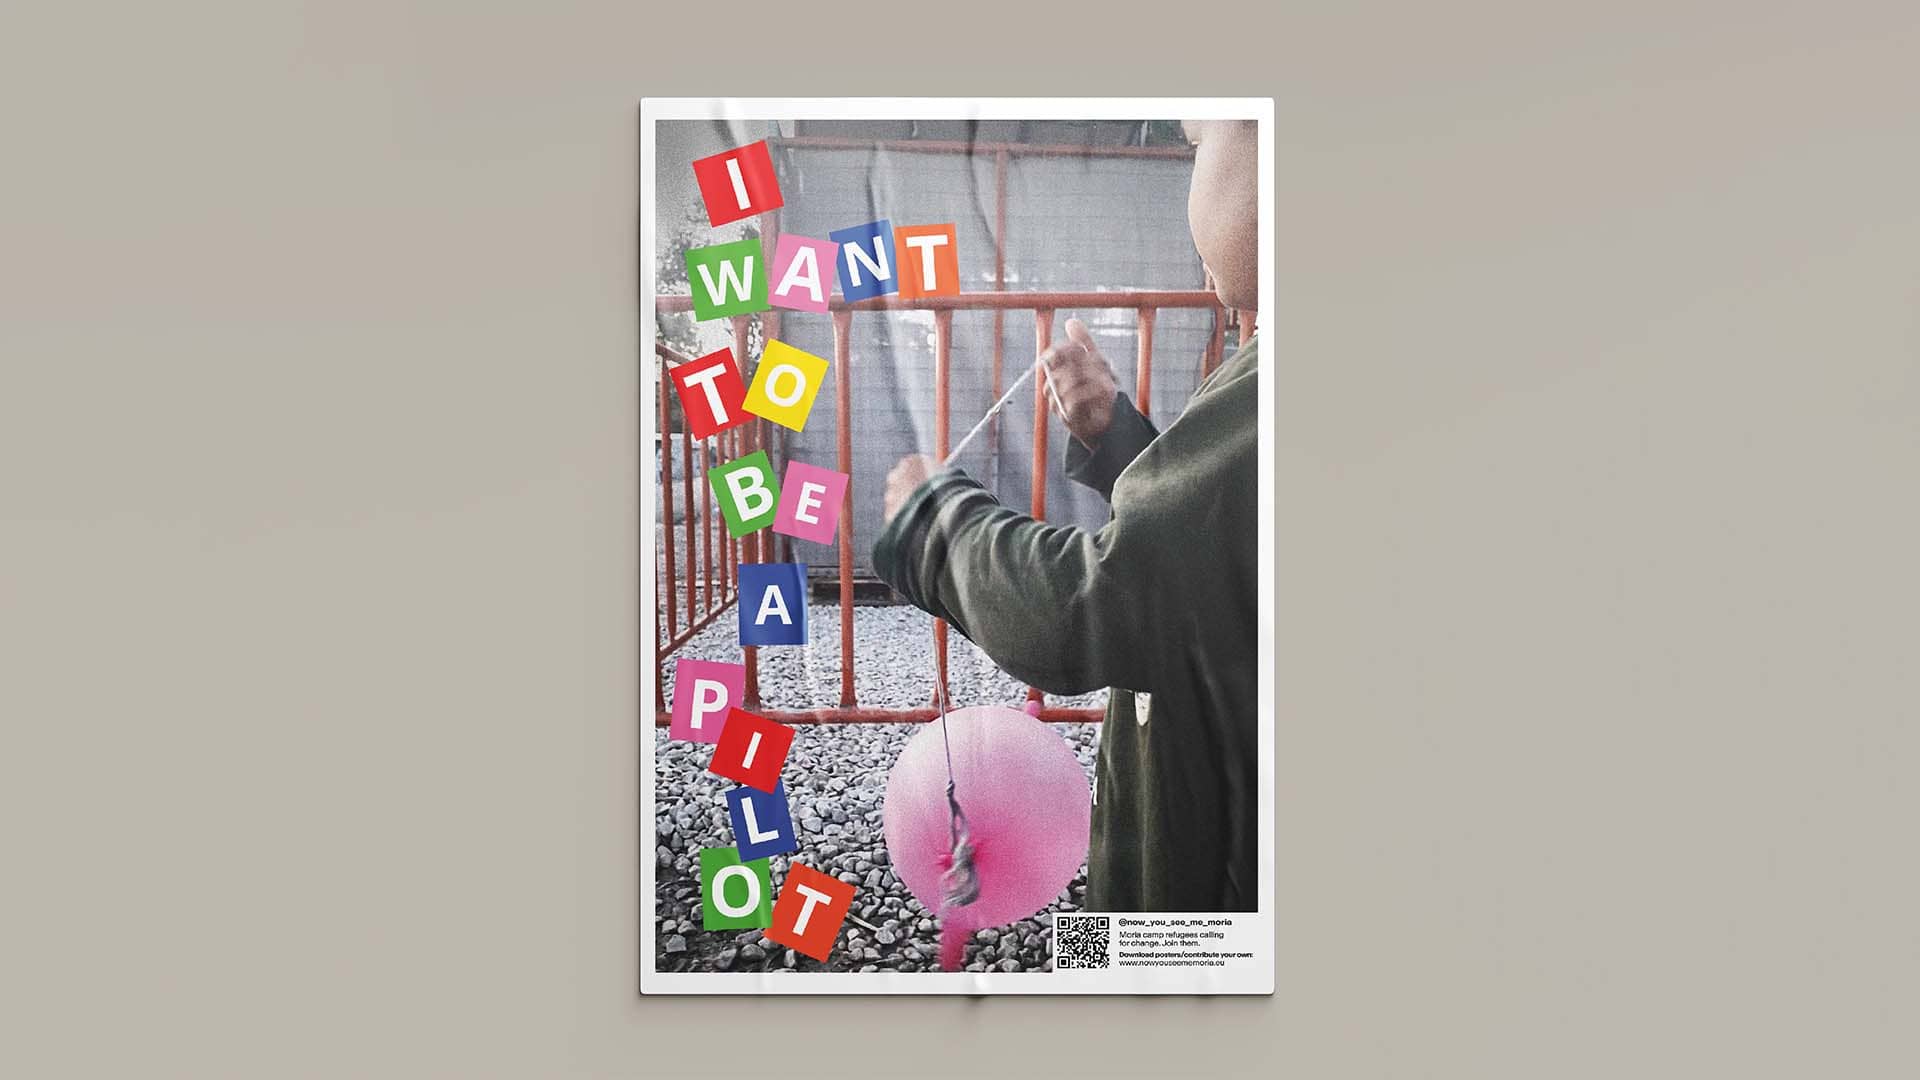 I
WANT
TO
BE
A
PILOT
@now_you_see_me_moria
Moria camp refugees calling
for change. Join them.
Download posters/contribute your own:
www.nowyouseememoria.eu